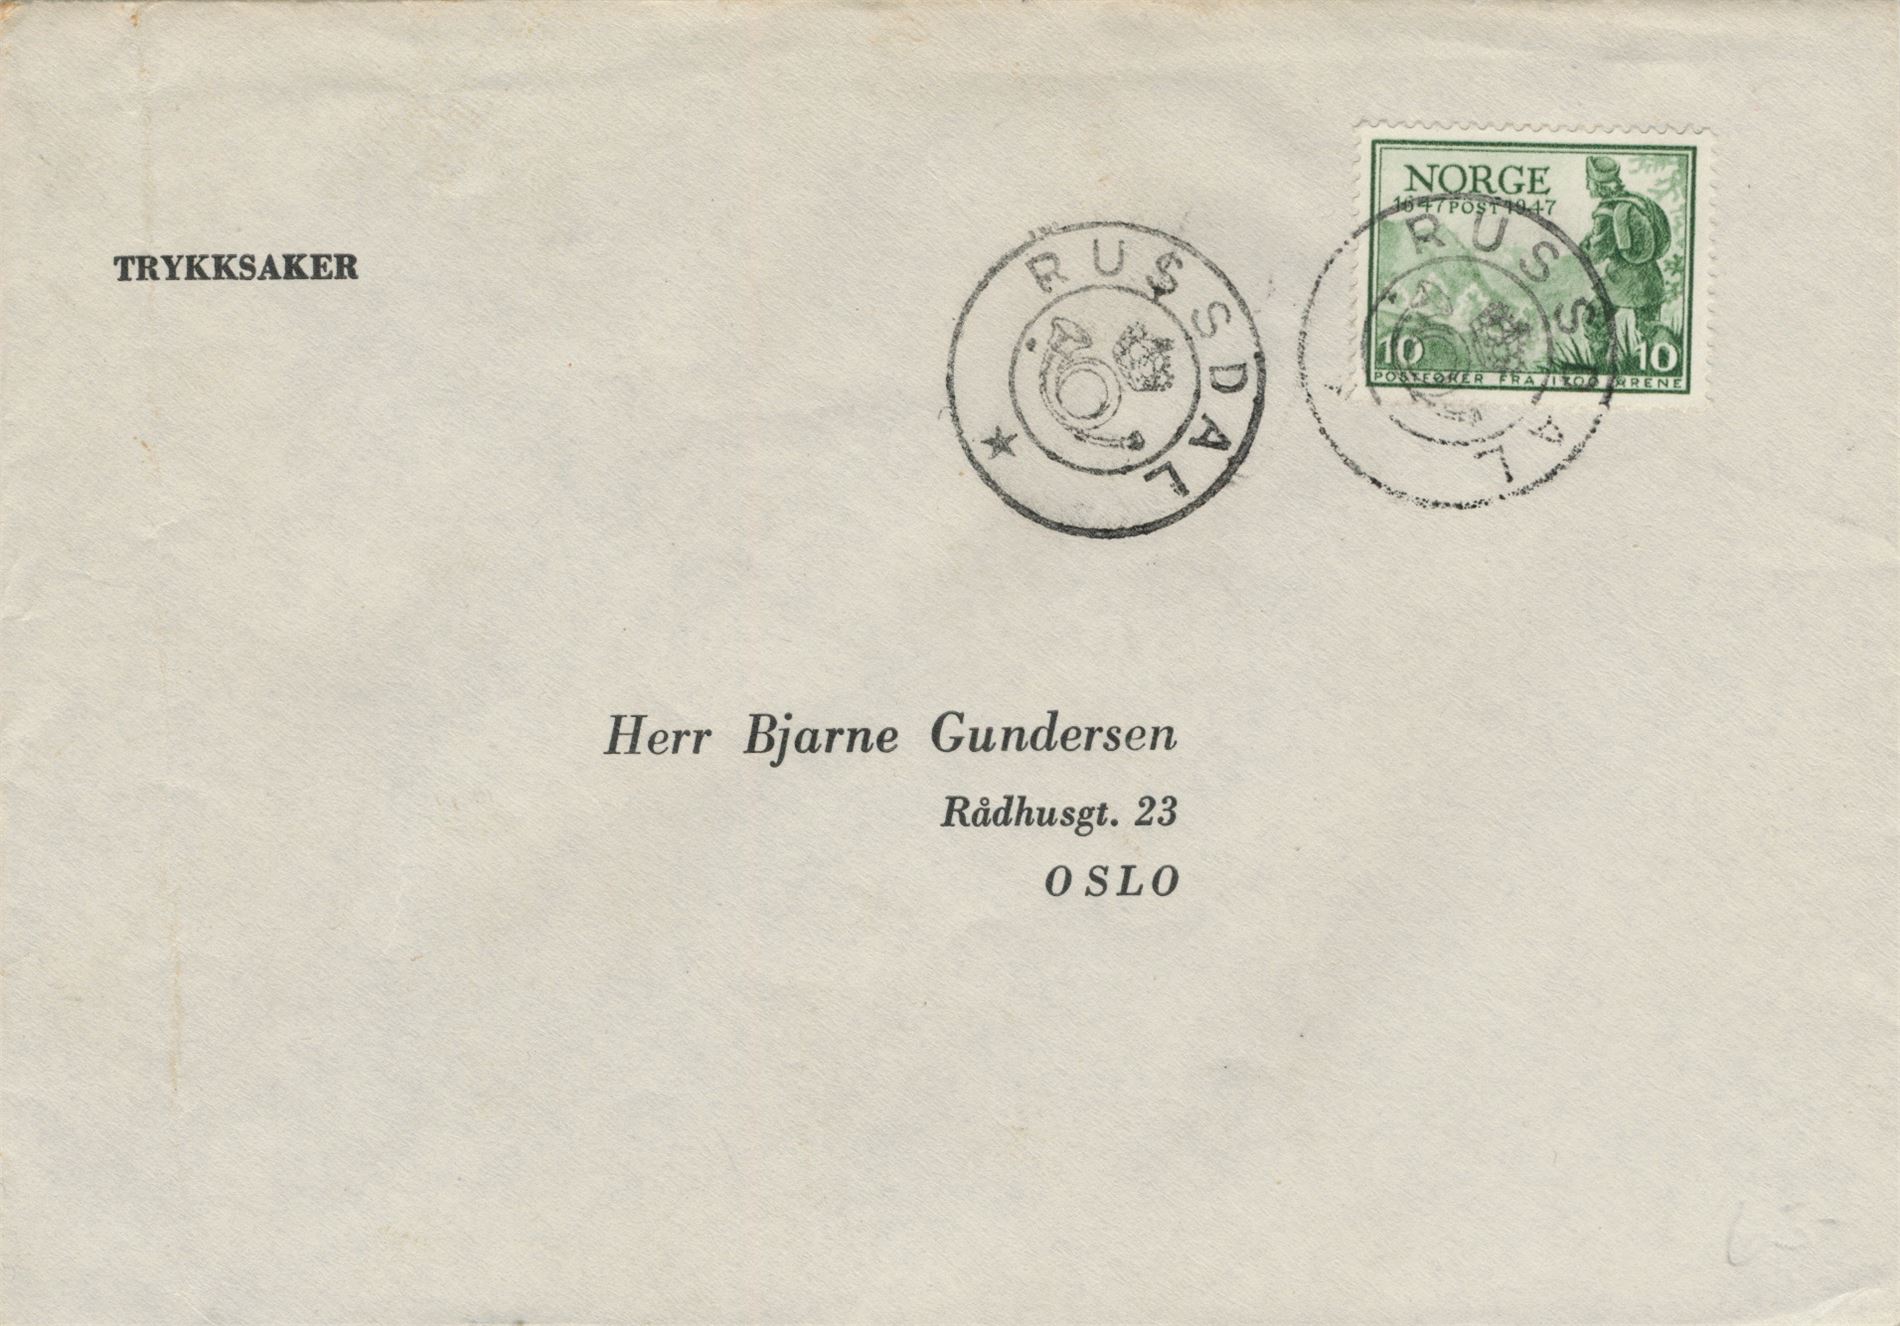 TRYKKSAKER
RUSSDAL
RUSSDAL
NORGE
1647 POST 1947
10
10
POSTFØRER FRA 1700 ÅRENE
Herr Bjarne Gundersen
Rådhusgt. 23
OSLO